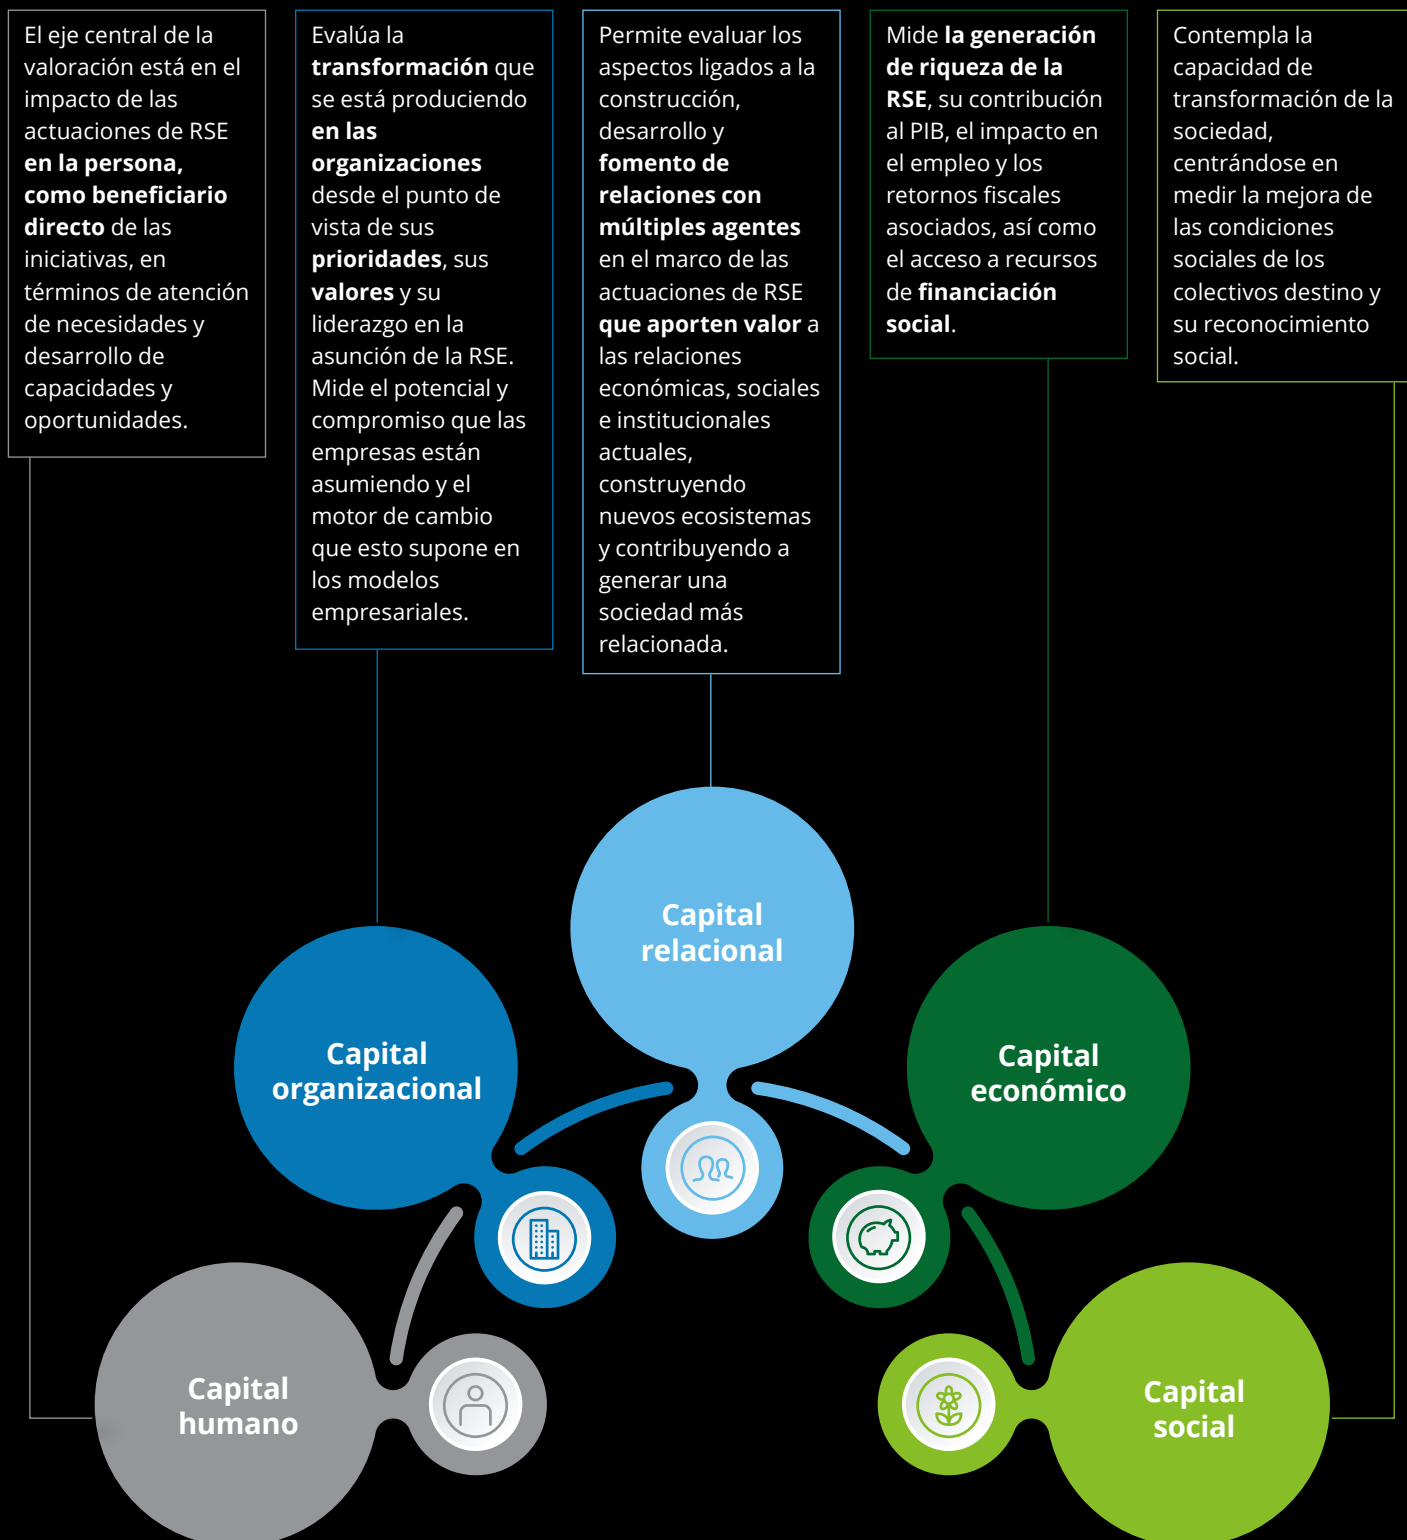 El eje central de la
valoración está en el
impacto de las
actuaciones de RSE
en la persona,
como beneficiario
directo de las
iniciativas, en
términos de atención
de necesidades y
desarrollo de
capacidades y
oportunidades.
Evalúa la
transformación que
se está produciendo
en las
organizaciones
desde el punto de
vista de sus
prioridades, sus
valores y su
liderazgo en la
asunción de la RSE.
Mide el potencial y
compromiso que las
empresas están
asumiendo y el
motor de cambio
que esto supone en
los modelos
empresariales.
Permite evaluar los
aspectos ligados a la
construcción,
desarrollo y
fomento de
relaciones con
múltiples agentes
en el marco de las
actuaciones de RSE
que aporten valor a
las relaciones
económicas, sociales
e institucionales
actuales,
construyendo
nuevos ecosistemas
y contribuyendo a
generar una
sociedad más
relacionada.
Mide la generación
de riqueza de la
RSE, su contribución
al PIB, el impacto en
el empleo y los
retornos fiscales
asociados, así como
el acceso a recursos
de financiación
social.
Contempla la
capacidad de
transformación de la
sociedad,
centrándose en
medir la mejora de
las condiciones
sociales de los
colectivos destino y
su reconocimiento
social.
Capital
relacional
Capital
organizacional
Capital
económico
Capital
humano
Capital
social